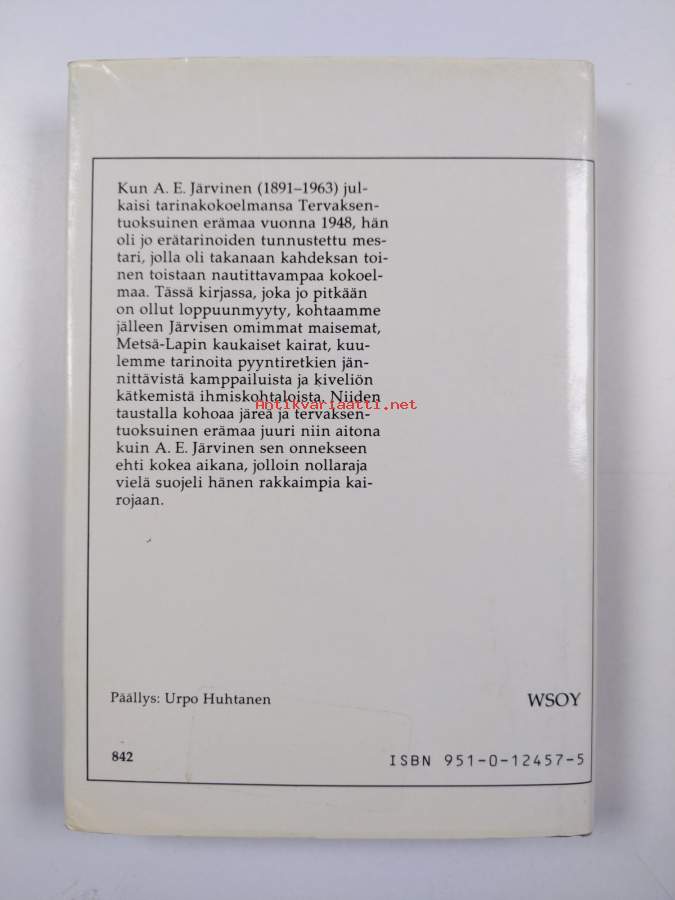 Kun A. E. Järvinen (1891–1963) jul-
kaisi tarinakokoelmansa Tervaksen-
tuoksuinen erämaa vuonna 1948, hän
oli jo erätarinoiden tunnustettu mes-
tari, jolla oli takanaan kahdeksan toi-
nen toistaan nautittavampaa kokoel-
maa. Tässä kirjassa, joka jo pitkään
on ollut loppuunmyyty, kohtaamme
jälleen Järvisen omimmat maisemat,
Metsä-Lapin kaukaiset kairat, kuu-
lemme tarinoita pyyntiretkien jän-
nittävistä kamppailuista ja kiveliön
kätkemistä ihmiskohtaloista. Niiden
Antikvariaatti.net
taustalla kohoaa järeä ja tervaksen-
tuoksuinen erämaa juuri niin aitona
kuin A. E. Järvinen sen onnekseen
ehti kokea aikana, jolloin nollaraja
vielä suojeli hänen rakkaimpia kai-
rojaan.
Päällys: Urpo Huhtanen
WSOY
842
ISBN 951-0-12457-5